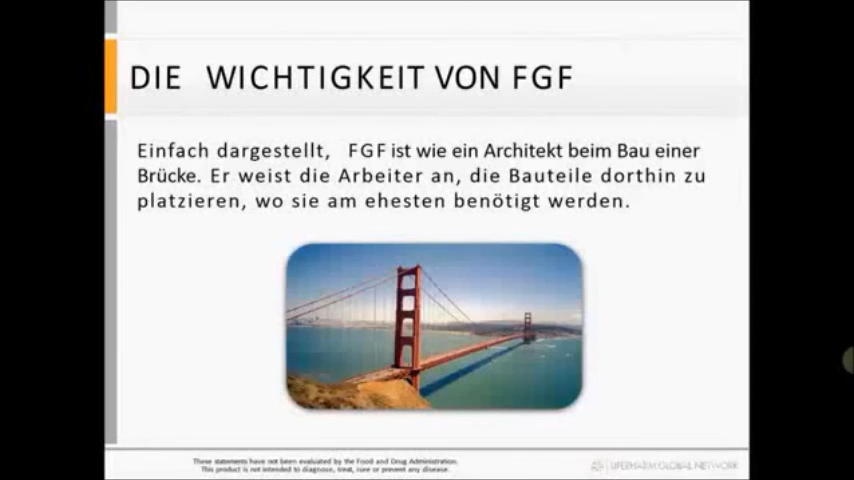 DIE WICHTIGKEIT VON FGF
Einfach dargestellt, FGF ist wie ein Architekt beim Bau einer
Brücke. Er weist die Arbeiter an, die Bauteile dorthin zu
platzieren, wo sie am ehesten benötigt werden.
These statements have not been evaluated by the Food and Drug Administration.
This product is not intended to diagnose, treat, cure or prevent any disease.
LIFEPHARM GLOBAL NETWORK